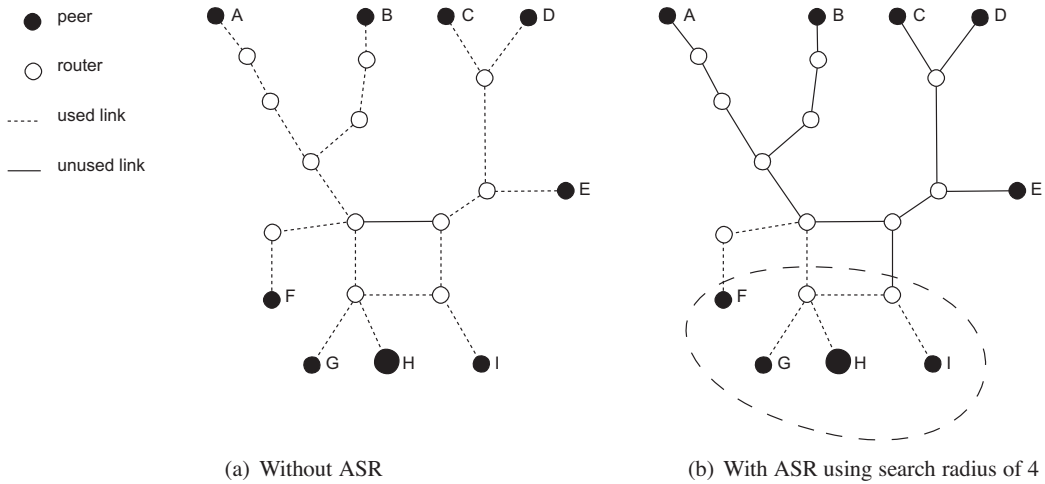 peer
router
used link
unused link
A
B
C
D
E
F
G
H
I
(a) Without ASR
A
B
C
D
E
F
G
H
I
(b) With ASR using search radius of 4